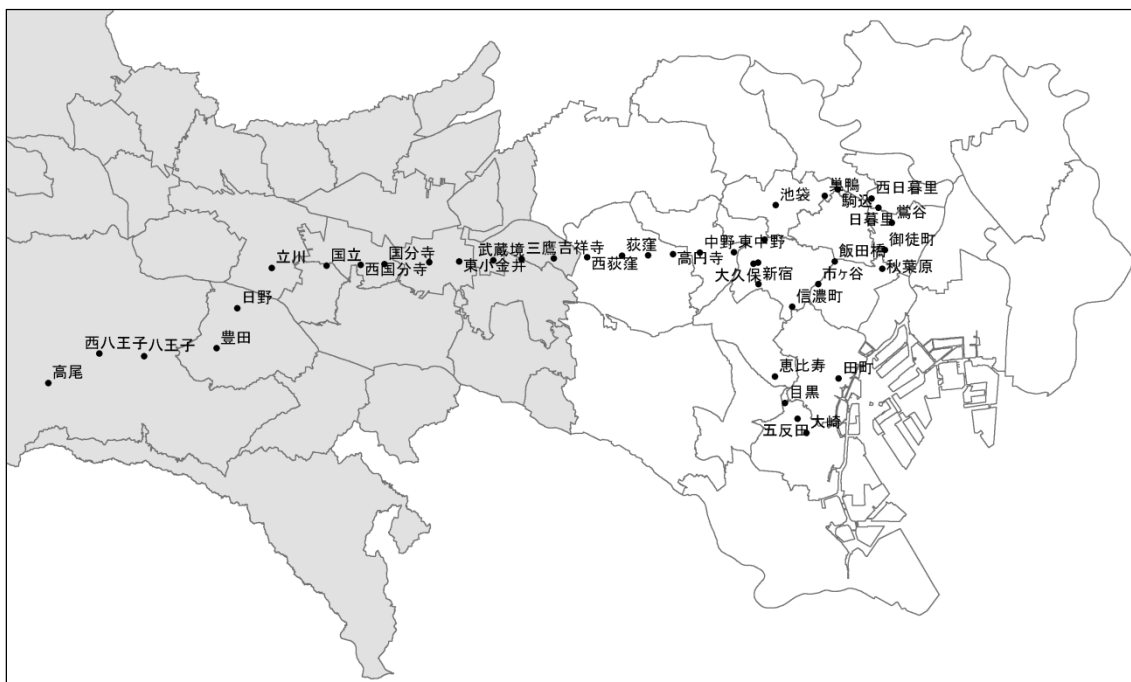 巣鴨
西日暮里
池袋
駒込
日暮里
鶯谷
御徒町
飯田橋
秋葉原
中野
東中野
高円寺
荻窪
西荻窪
吉祥寺
三鷹
武蔵境
東小金井
国分寺
西国分寺
国立
立川
大久保
新宿
市ヶ谷
信濃町
日野
豊田
八王子
西八王子
高尾
恵比寿
田町
目黒
五反田
大崎